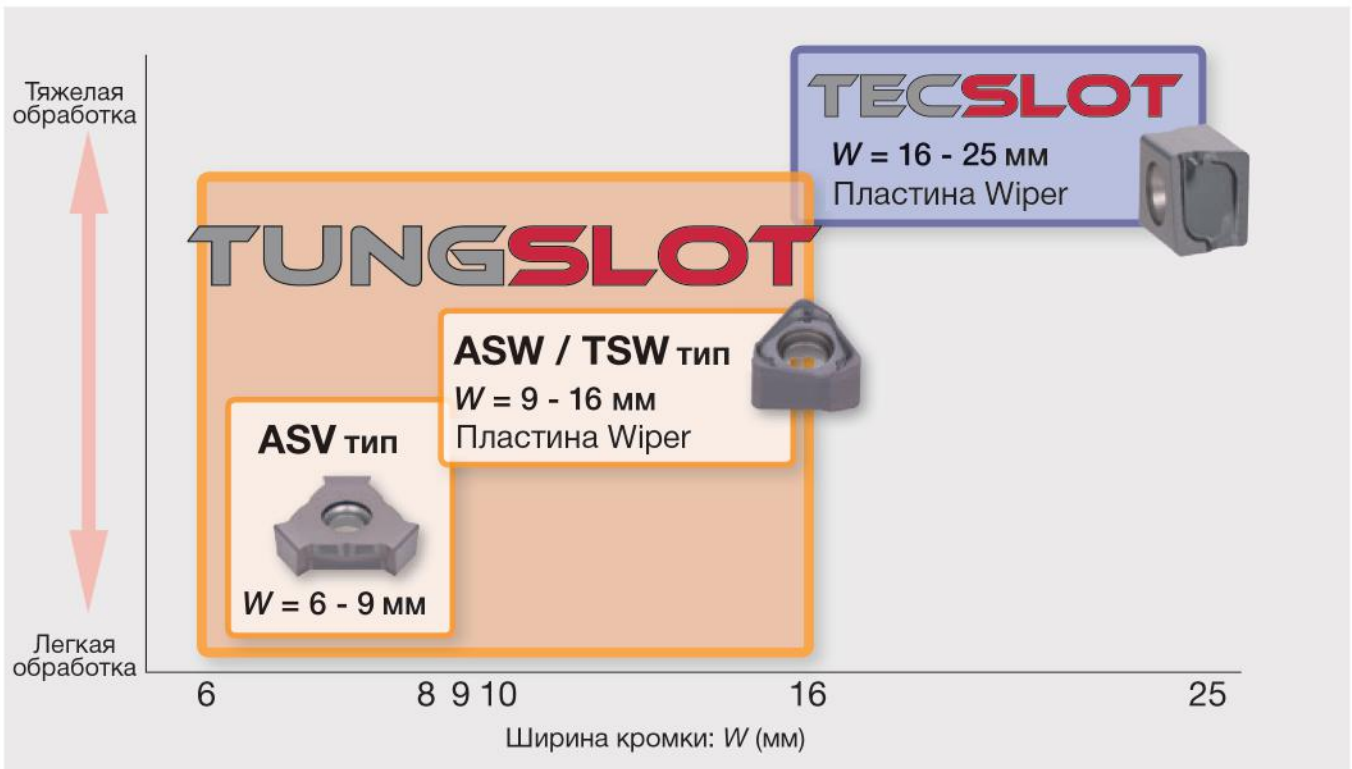 Тяжелая
обработка
TECSLOT
W = 16 - 25 мм
Пластина Wiper
TUNGSLOT
ASW / TSW тип
W = 9 - 16 мм
Пластина Wiper
ASV тип
W = 6 - 9 мм
Легкая
обработка
6 8 9 10 16 25
Ширина кромки: W (мм)